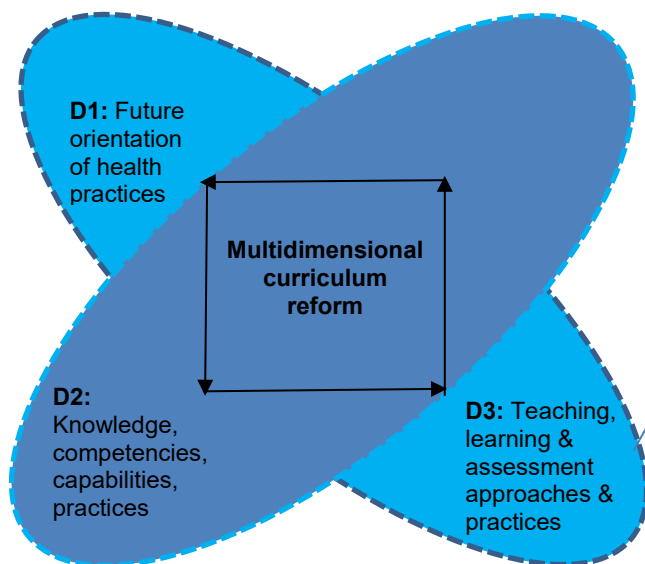 D1: Future
orientation
of health
practices
Multidimensional
curriculum
reform
D2:
Knowledge,
competencies,
capabilities,
practices
D3: Teaching,
learning &
assessment
approaches &
practices